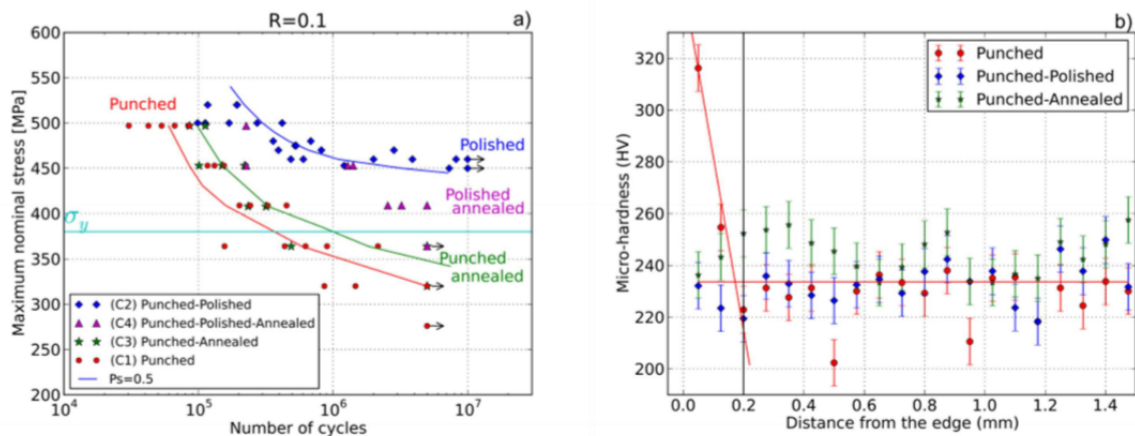 R=0.1
a)
Maximum nominal stress [MPa]
600
550
500
450
400
350
300
250
200
Punched
Polished
Polished
annealed
σy
Punched
annealed
(C2) Punched-Polished
(C4) Punched-Polished-Annealed
(C3) Punched-Annealed
(C1) Punched
Ps=0.5
10^4 10^5 10^6 10^7
Number of cycles
b)
Micro-hardness (HV)
320
300
280
260
240
220
200
Punched
Punched-Polished
Punched-Annealed
0.0 0.2 0.4 0.6 0.8 1.0 1.2 1.4
Distance from the edge (mm)